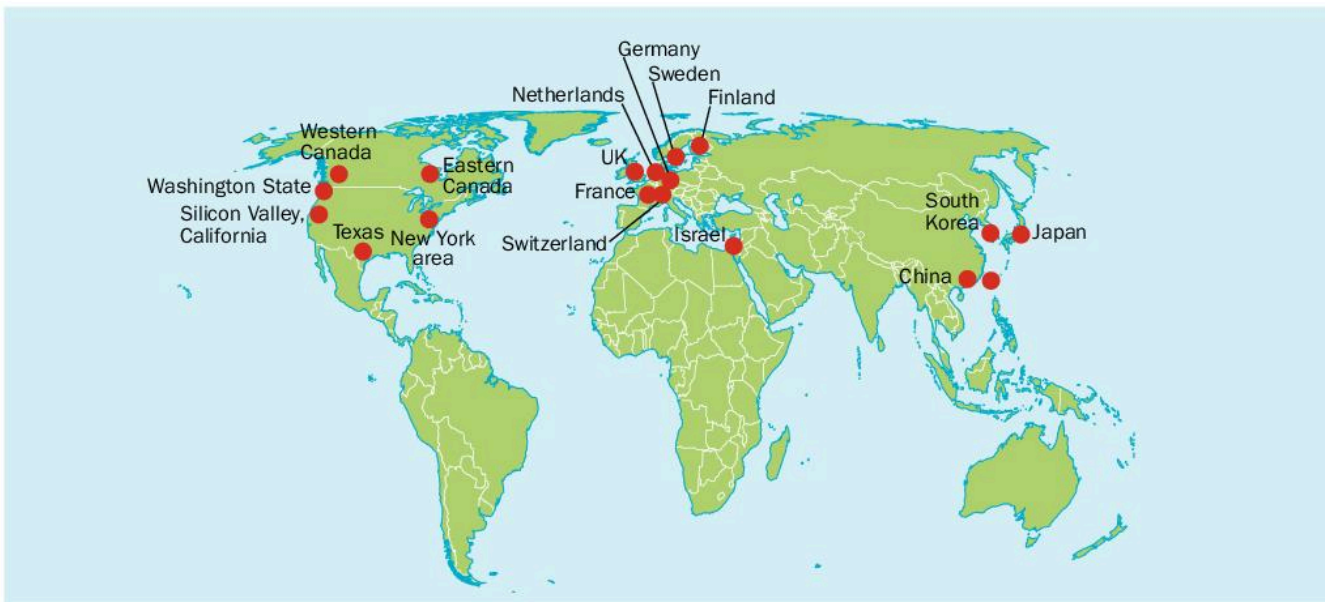 Germany
Sweden
Netherlands
Finland
Western
Canada
UK
Eastern
Canada
Washington State
France
Silicon Valley,
California
Texas
New York
area
Switzerland
Israel
South
Korea
Japan
China